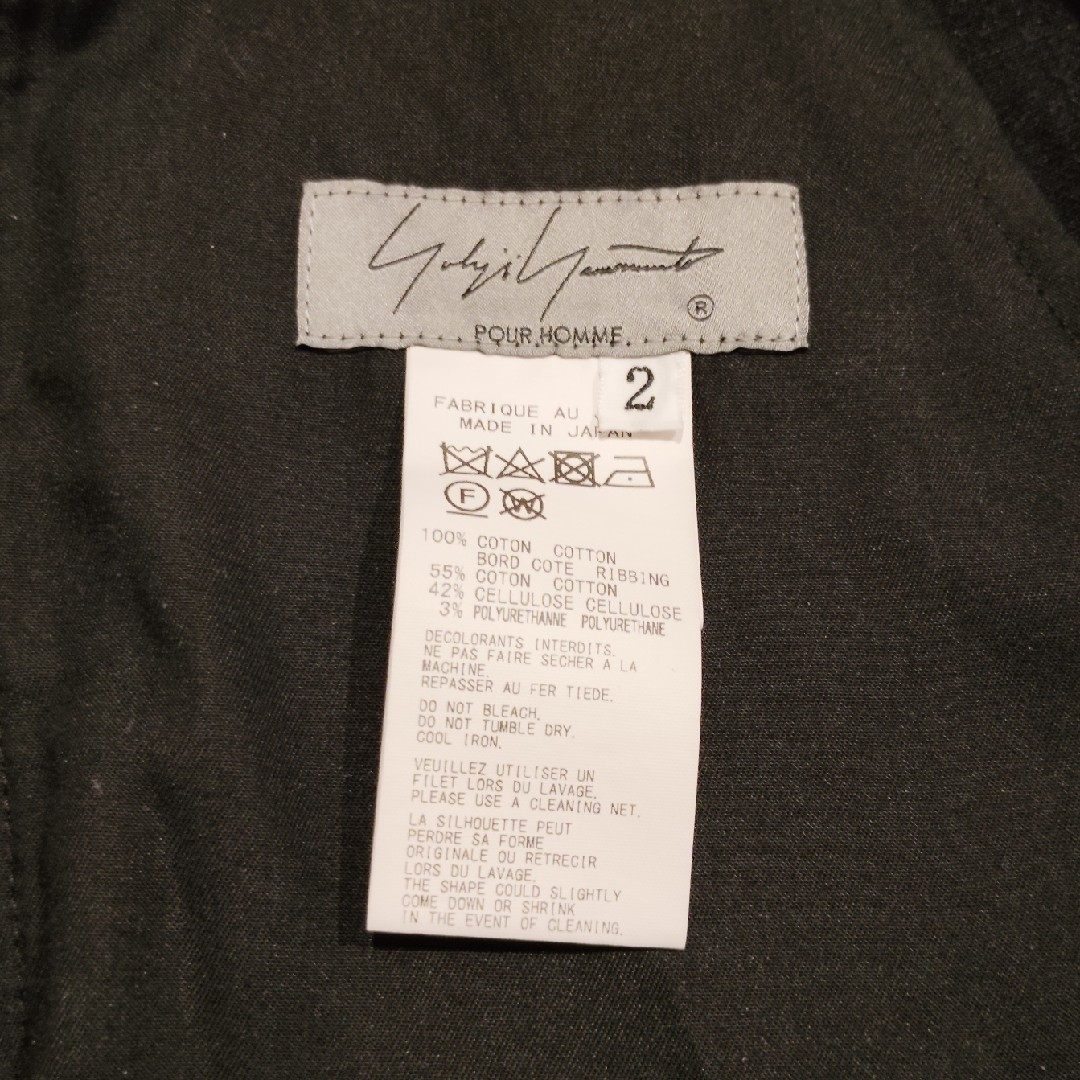 Yohji Yamamoto
®
POUR HOMME
2
FABRIQUE AU
MADE IN JAPAN
F
W
100% COTON COTTON
BORD COTE RIBBING
55% COTON COTTON
42% CELLULOSE CELLULOSE
3% POLYURETHANNE POLYURETHANE
DECOLORANTS INTERDITS.
NE PAS FAIRE SECHER A LA
MACHINE.
REPASSER AU FER TIEDE.
DO NOT BLEACH.
DO NOT TUMBLE DRY.
COOL IRON.
VEUILLEZ UTILISER UN
FILET LORS DU LAVAGE.
PLEASE USE A CLEANING NET.
LA SILHOUETTE PEUT
PERDRE SA FORME
ORIGINALE OU RETRECIR
LORS DU LAVAGE.
THE SHAPE COULD SLIGHTLY
COME DOWN OR SHRINK
IN THE EVENT OF CLEANING.